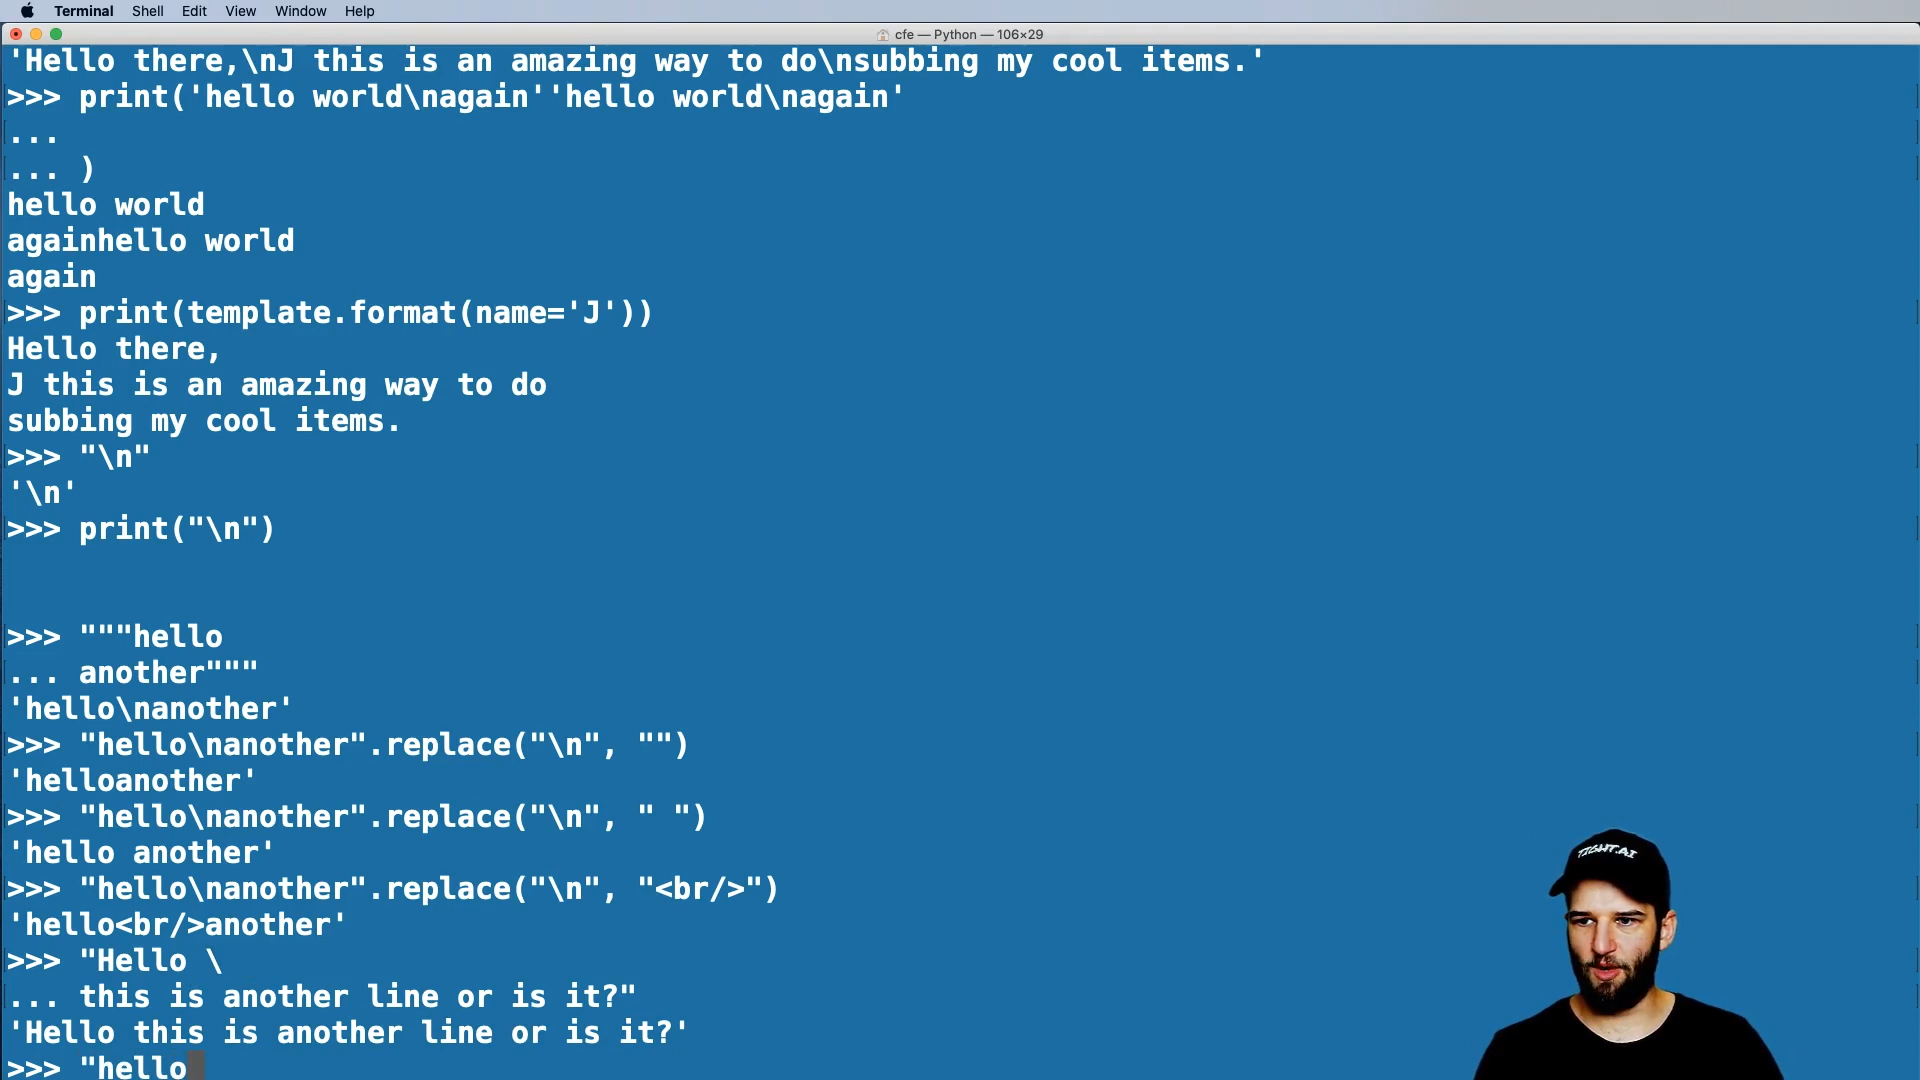 Terminal Shell Edit View Window Help
cfe — Python — 106×29
'Hello there,\nJ this is an amazing way to do\nsubbing my cool items.'
>>> print('hello world\nagain''hello world\nagain'
...
... )
hello world
againhello world
again
>>> print(template.format(name='J'))
Hello there,
J this is an amazing way to do
subbing my cool items.
>>> "\n"
'\n'
>>> print("\n")
>>> """hello
... another"""
'hello\nanother'
>>> "hello\nanother".replace("\n", "")
'helloanother'
>>> "hello\nanother".replace("\n", " ")
'hello another'
>>> "hello\nanother".replace("\n", "<br/>")
'hello<br/>another'
>>> "Hello \
... this is another line or is it?"
'Hello this is another line or is it?'
>>> "hello
TIGHT.AI